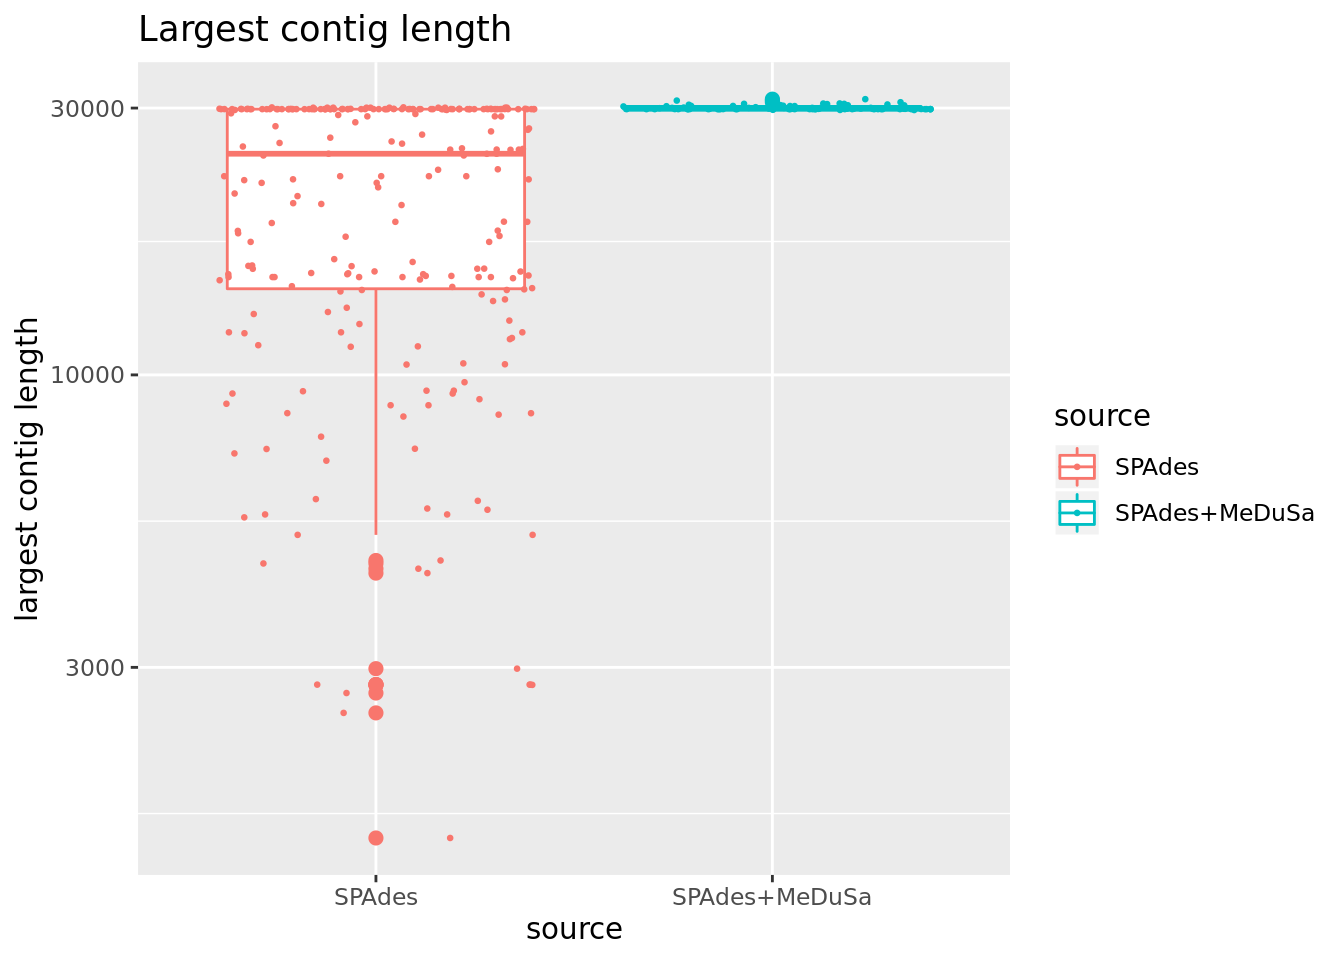 Largest contig length
largest contig length
30000
10000
3000
SPAdes
SPAdes+MeDuSa
source
source
SPAdes
SPAdes+MeDuSa